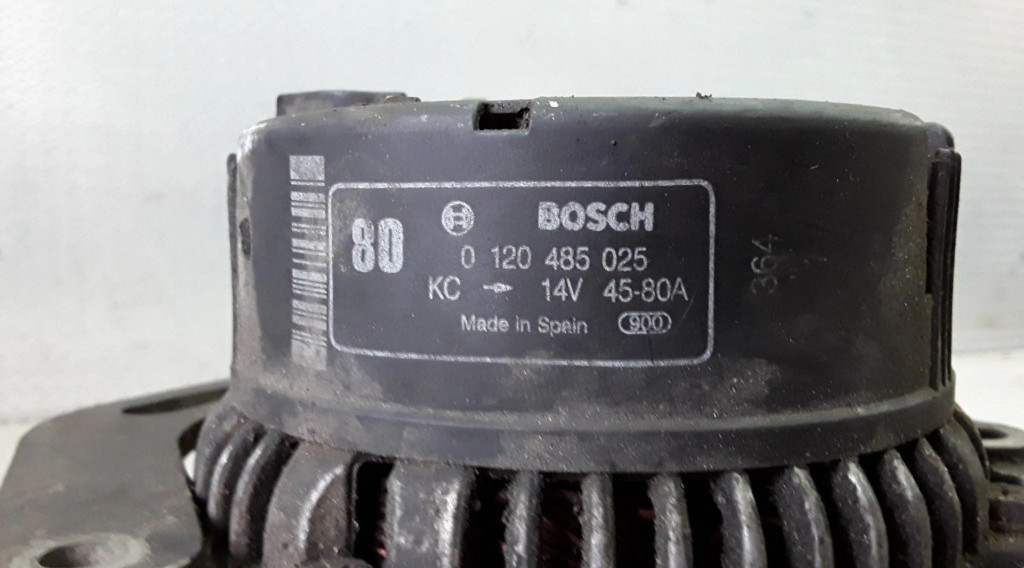 80 BOSCH
0 120 485 025
KC → 14V 45-80A
Made in Spain 900
364